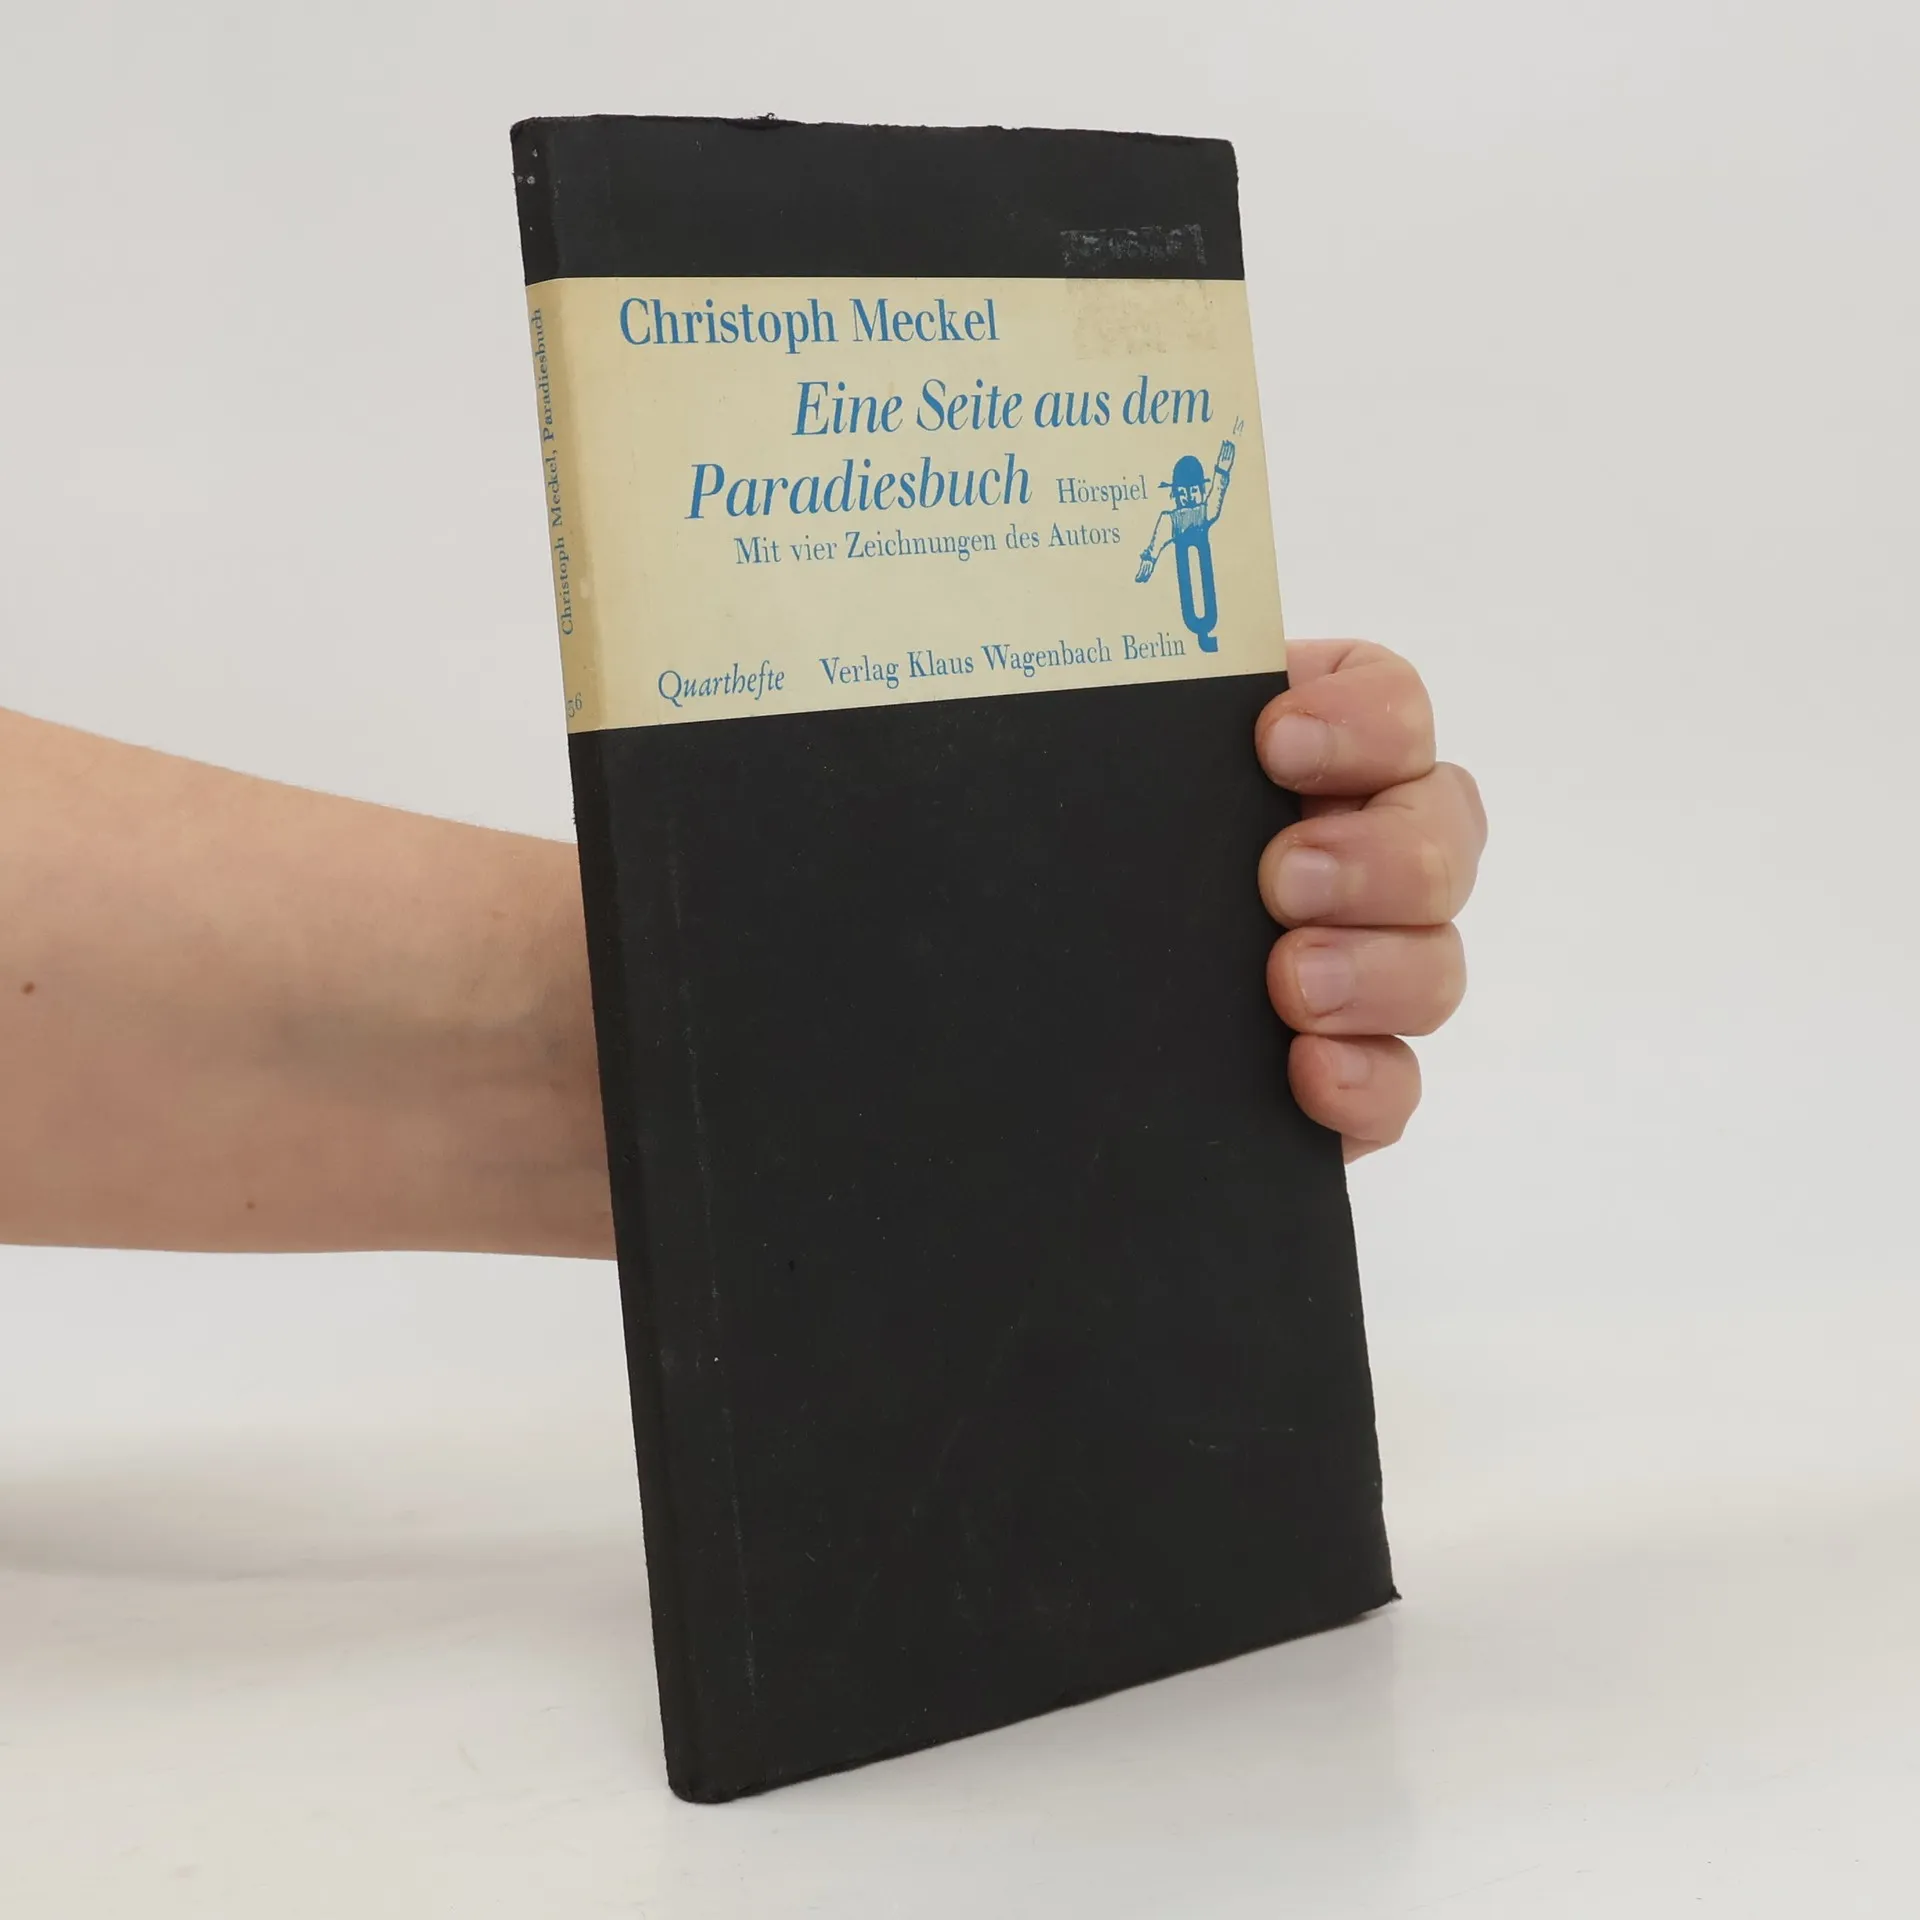 Christoph Meckel
Eine Seite aus dem
Paradiesbuch Hörspiel
Mit vier Zeichnungen des Autors
Q
Quarthefte Verlag Klaus Wagenbach Berlin
Christoph Meckel, Paradiesbuch